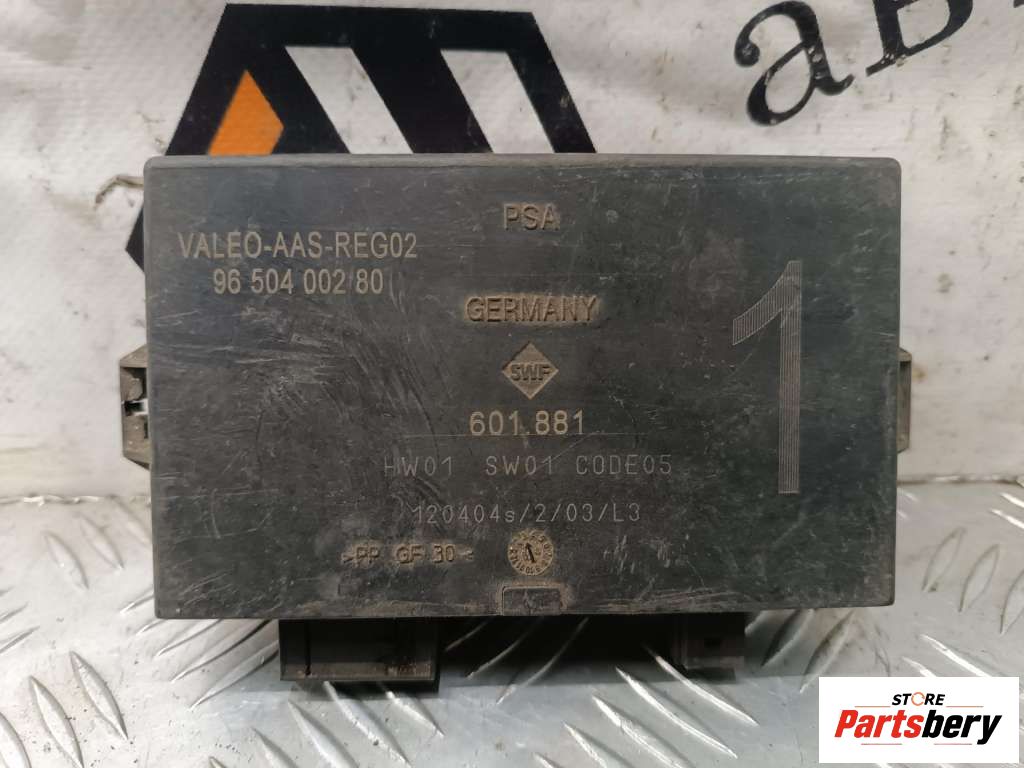 ав
PSA
VALEO-AAS-REG02
96 504 002 80
GERMANY
SWF
601.881
HW01 SW01 CODE05
120404s/2/03/L3
>PP GF 30<
1
STORE
Partsbery